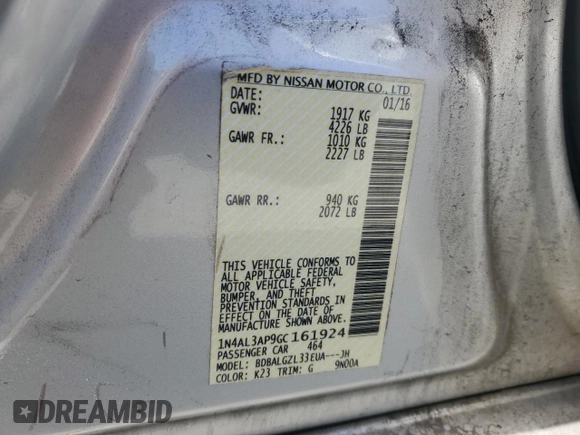 MFD BY NISSAN MOTOR CO., LTD.
DATE: 01/16
GVWR: 1917 KG
4226 LB
GAWR FR.: 1010 KG
2227 LB
GAWR RR.: 940 KG
2072 LB
THIS VEHICLE CONFORMS TO
ALL APPLICABLE FEDERAL
MOTOR VEHICLE SAFETY,
BUMPER, AND THEFT
PREVENTION STANDARDS IN
EFFECT ON THE DATE OF
MANUFACTURE SHOWN ABOVE.
1N4AL3AP9GC161924
PASSENGER CAR 464
MODEL: BDBALGZL33EUA---JH
COLOR: K23 TRIM: G 9N00A
DREAMBID
.COM